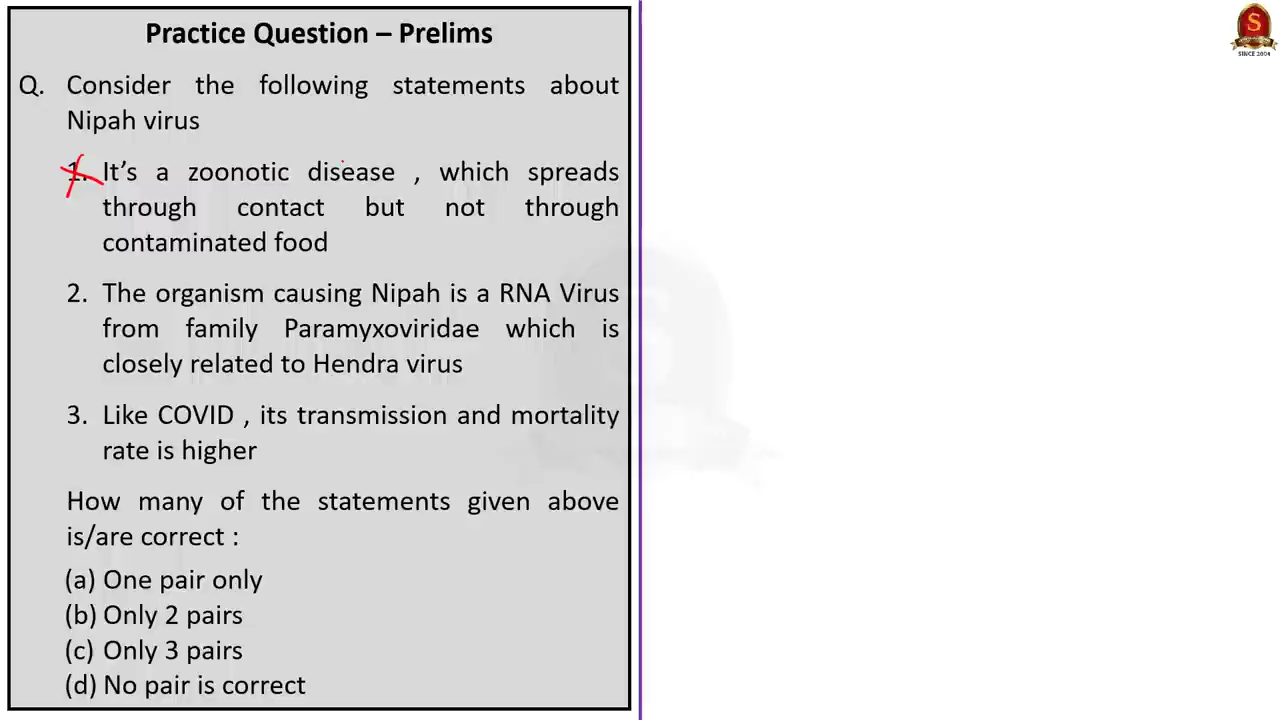 Practice Question – Prelims
Q. Consider the following statements about
Nipah virus
1. It’s a zoonotic disease , which spreads
through contact but not through
contaminated food
2. The organism causing Nipah is a RNA Virus
from family Paramyxoviridae which is
closely related to Hendra virus
3. Like COVID , its transmission and mortality
rate is higher
How many of the statements given above
is/are correct :
(a) One pair only
(b) Only 2 pairs
(c) Only 3 pairs
(d) No pair is correct
S
SINCE 2004